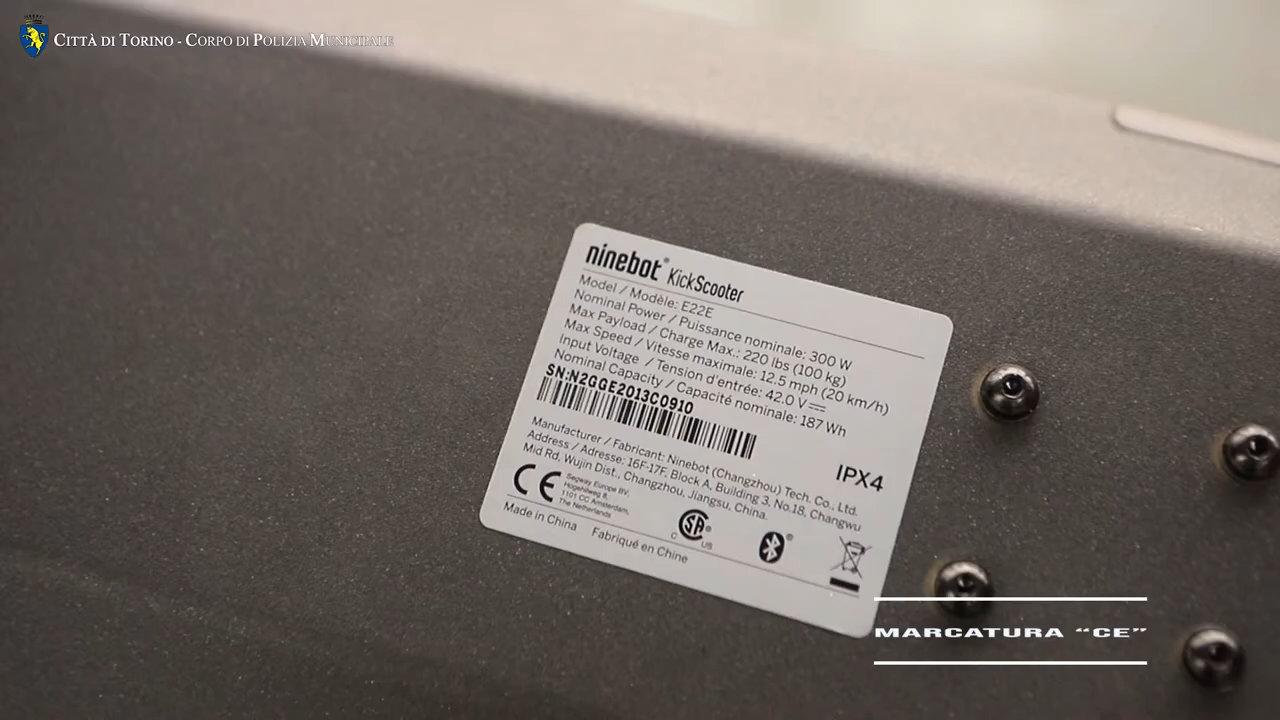 CITTÀ DI TORINO - CORPO DI POLIZIA MUNICIPALE
ninebot® KickScooter
Model / Modèle: E22E
Nominal Power / Puissance nominale: 300 W
Max Payload / Charge Max.: 220 lbs (100 kg)
Max Speed / Vitesse maximale: 12.5 mph (20 km/h)
Input Voltage / Tension d'entrée: 42.0 V
Nominal Capacity / Capacité nominale: 187 Wh
SN:N2GGE2013C0910
IPX4
Manufacturer / Fabricant: Ninebot (Changzhou) Tech. Co., Ltd.
Address / Adresse: 16F-17F, Block A, Building 3, No.18, Changwu
Mid Rd, Wujin Dist., Changzhou, Jiangsu, China.
CE
Segway Europe BV,
Hogehilweg 8,
1101 CC Amsterdam,
The Netherlands
C SA® US
®
Made in China Fabriqué en Chine
MARCATURA “CE”